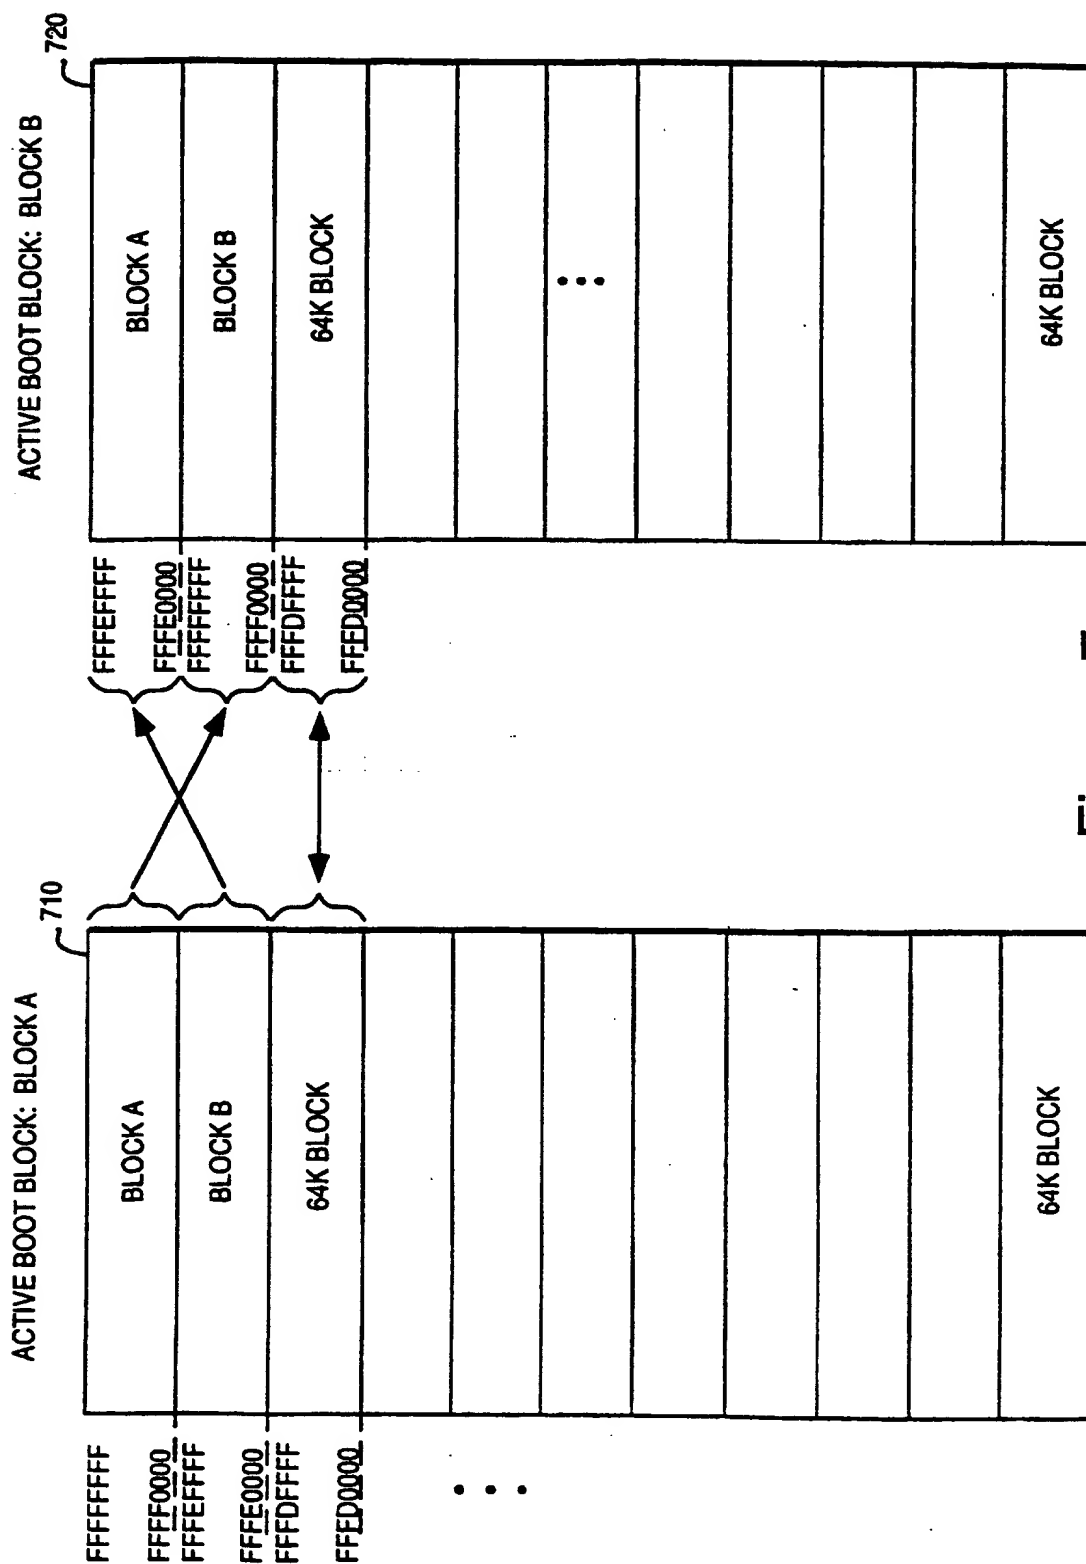 ACTIVE BOOT BLOCK: BLOCK A
710
FFFFFFFF
BLOCK A
FFFF0000
FFFEFFFF
BLOCK B
FFFE0000
FFFDFFFF
64K BLOCK
FFFD0000
64K BLOCK
ACTIVE BOOT BLOCK: BLOCK B
720
FFFEFFFF
BLOCK A
FFFE0000
FFFFFFFF
BLOCK B
FFFF0000
FFFDFFFF
64K BLOCK
FFFD0000
64K BLOCK